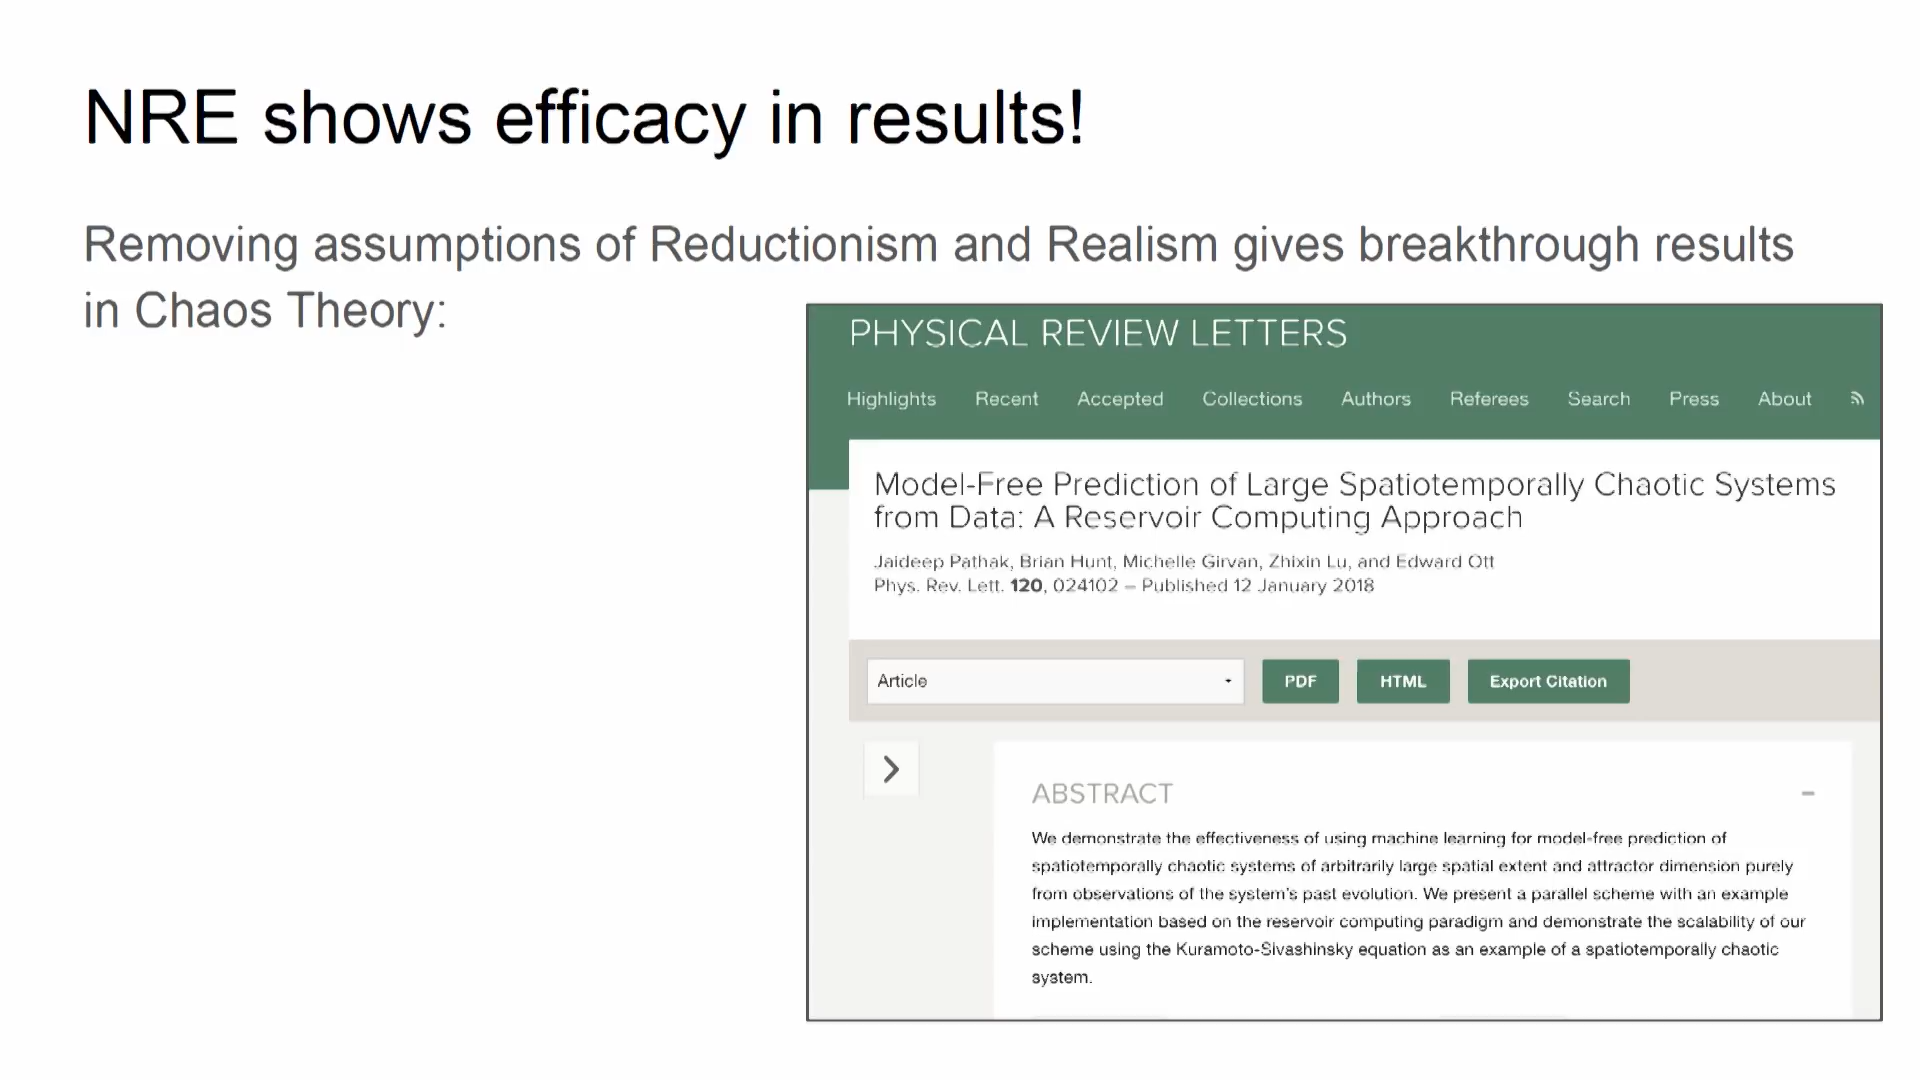 NRE shows efficacy in results!
Removing assumptions of Reductionism and Realism gives breakthrough results
in Chaos Theory:
PHYSICAL REVIEW LETTERS
Highlights Recent Accepted Collections Authors Referees Search Press About
Model-Free Prediction of Large Spatiotemporally Chaotic Systems
from Data: A Reservoir Computing Approach
Jaideep Pathak, Brian Hunt, Michelle Girvan, Zhixin Lu, and Edward Ott
Phys. Rev. Lett. 120, 024102 – Published 12 January 2018
Article PDF HTML Export Citation
ABSTRACT
We demonstrate the effectiveness of using machine learning for model-free prediction of
spatiotemporally chaotic systems of arbitrarily large spatial extent and attractor dimension purely
from observations of the system's past evolution. We present a parallel scheme with an example
implementation based on the reservoir computing paradigm and demonstrate the scalability of our
scheme using the Kuramoto-Sivashinsky equation as an example of a spatiotemporally chaotic
system.